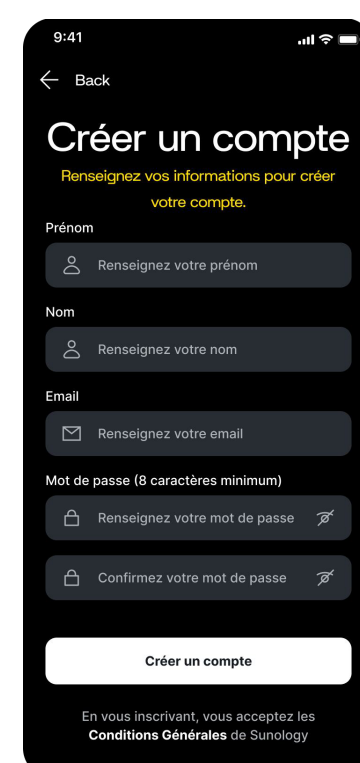 9:41
Back
Créer un compte
Renseignez vos informations pour créer
votre compte.
Prénom
Renseignez votre prénom
Nom
Renseignez votre nom
Email
Renseignez votre email
Mot de passe (8 caractères minimum)
Renseignez votre mot de passe
Confirmez votre mot de passe
Créer un compte
En vous inscrivant, vous acceptez les
Conditions Générales de Sunology